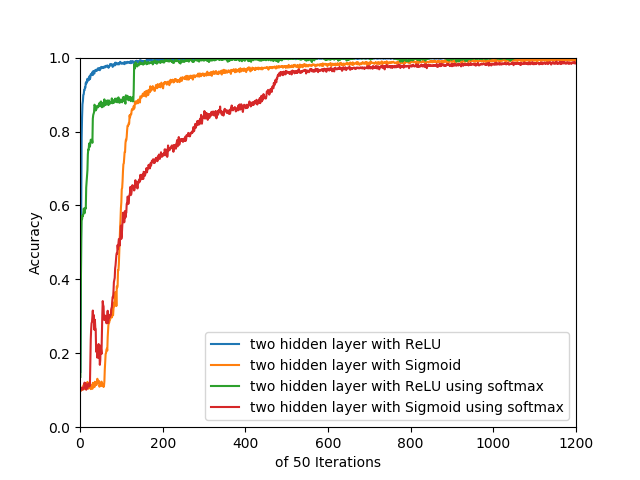 1.0
0.8
0.6
0.4
0.2
0.0
Accuracy
0 200 400 600 800 1000 1200
of 50 Iterations
two hidden layer with ReLU
two hidden layer with Sigmoid
two hidden layer with ReLU using softmax
two hidden layer with Sigmoid using softmax